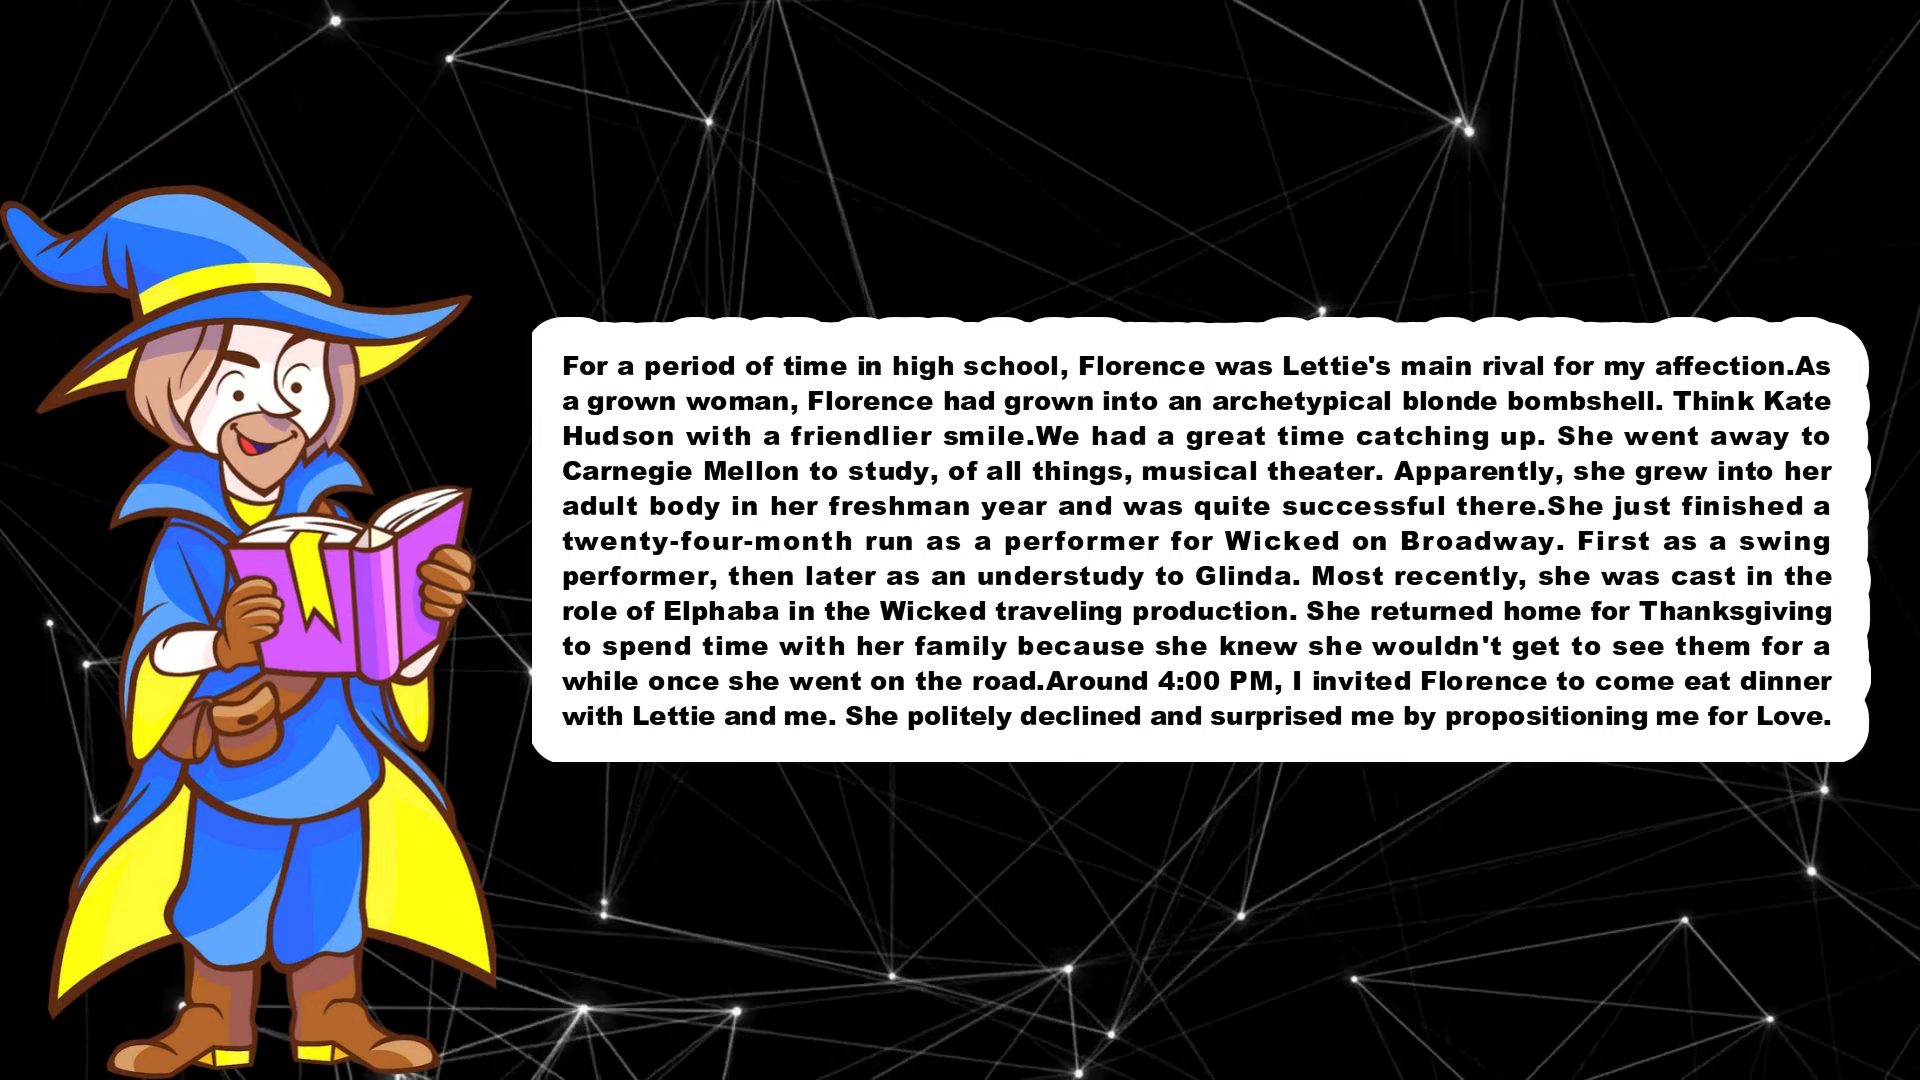 For a period of time in high school, Florence was Lettie's main rival for my affection.As
a grown woman, Florence had grown into an archetypical blonde bombshell. Think Kate
Hudson with a friendlier smile.We had a great time catching up. She went away to
Carnegie Mellon to study, of all things, musical theater. Apparently, she grew into her
adult body in her freshman year and was quite successful there.She just finished a
twenty-four-month run as a performer for Wicked on Broadway. First as a swing
performer, then later as an understudy to Glinda. Most recently, she was cast in the
role of Elphaba in the Wicked traveling production. She returned home for Thanksgiving
to spend time with her family because she knew she wouldn't get to see them for a
while once she went on the road.Around 4:00 PM, I invited Florence to come eat dinner
with Lettie and me. She politely declined and surprised me by propositioning me for Love.